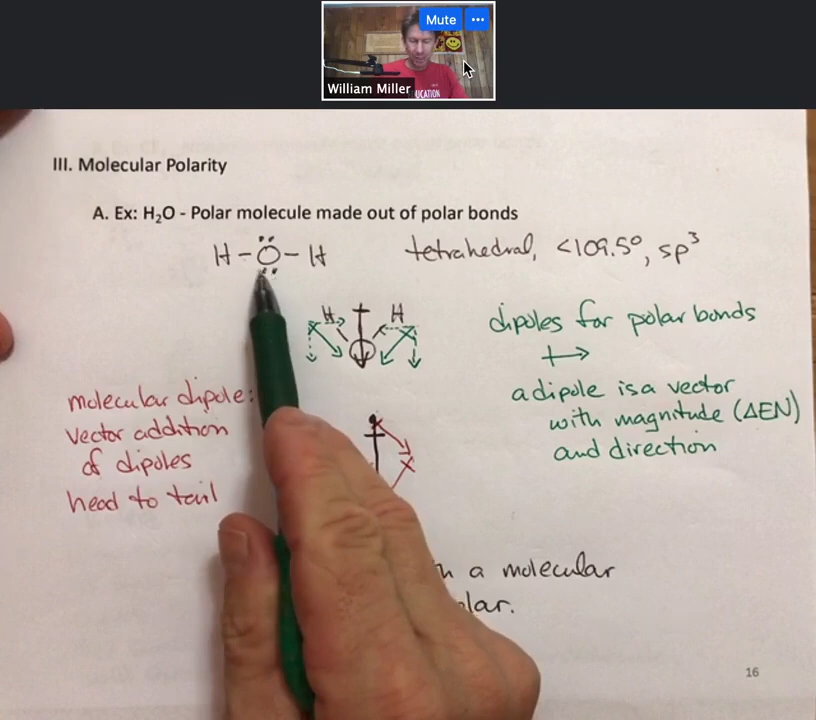 Mute
William Miller
UCATION
III. Molecular Polarity
A. Ex: H₂O - Polar molecule made out of polar bonds
H-Ö-H tetrahedral, <109.5°, sp³
H H
dipoles for polar bonds
a dipole is a vector
with magnitude (ΔEN)
and direction
molecular dipole:
vector addition
of dipoles
head to tail
a molecular
lar.
16